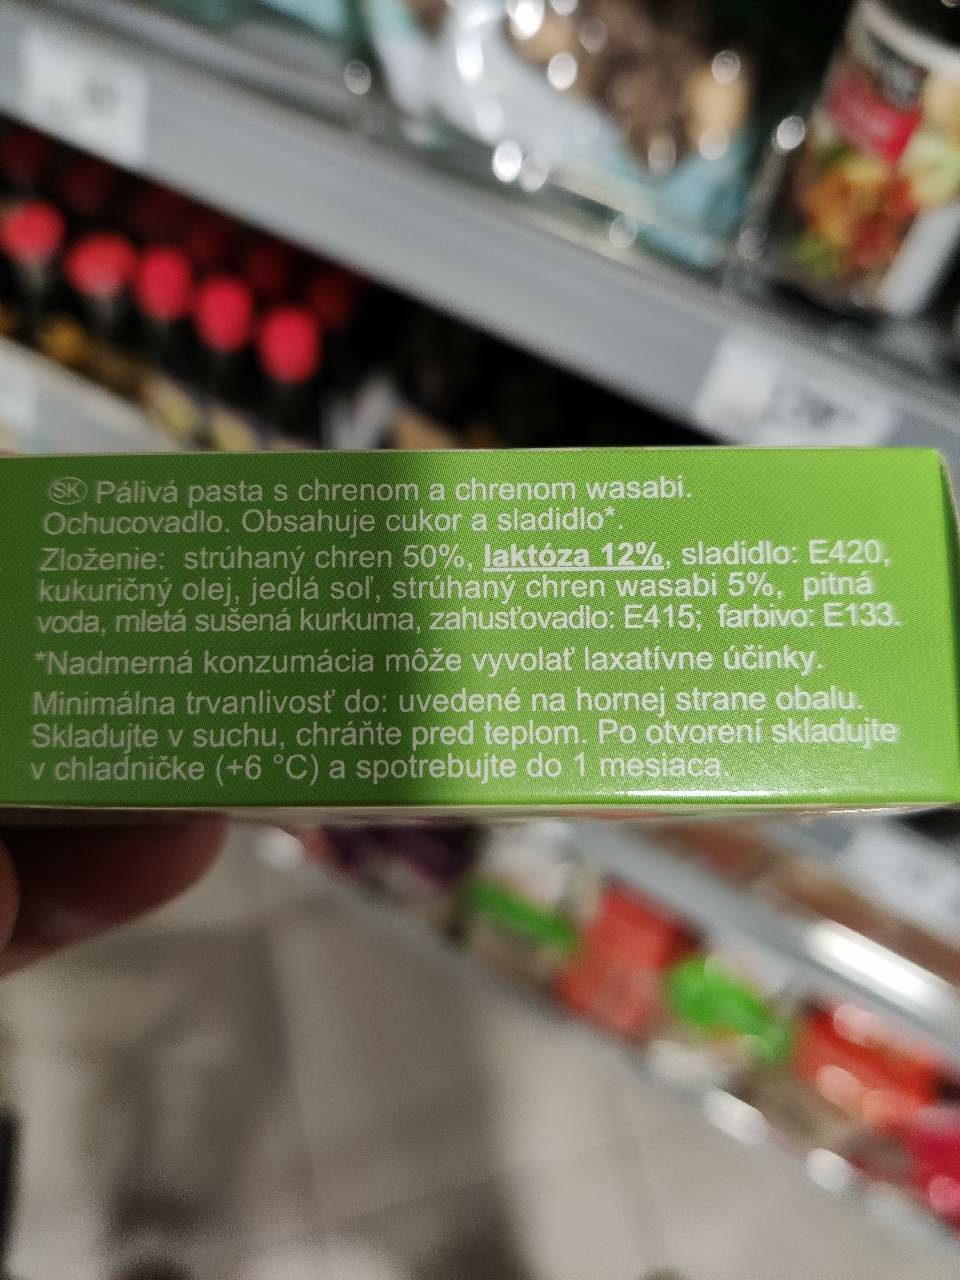 SK Pálivá pasta s chrenom a chrenom wasabi.
Ochucovadlo. Obsahuje cukor a sladidlo*.
Zloženie: strúhaný chren 50%, laktóza 12%, sladidlo: E420,
kukuričný olej, jedlá soľ, strúhaný chren wasabi 5%, pitná
voda, mletá sušená kurkuma, zahusťovadlo: E415; farbivo: E133.
*Nadmerná konzumácia môže vyvolať laxatívne účinky.
Minimálna trvanlivosť do: uvedené na hornej strane obalu.
Skladujte v suchu, chráňte pred teplom. Po otvorení skladujte
v chladničke (+6 °C) a spotrebujte do 1 mesiaca.